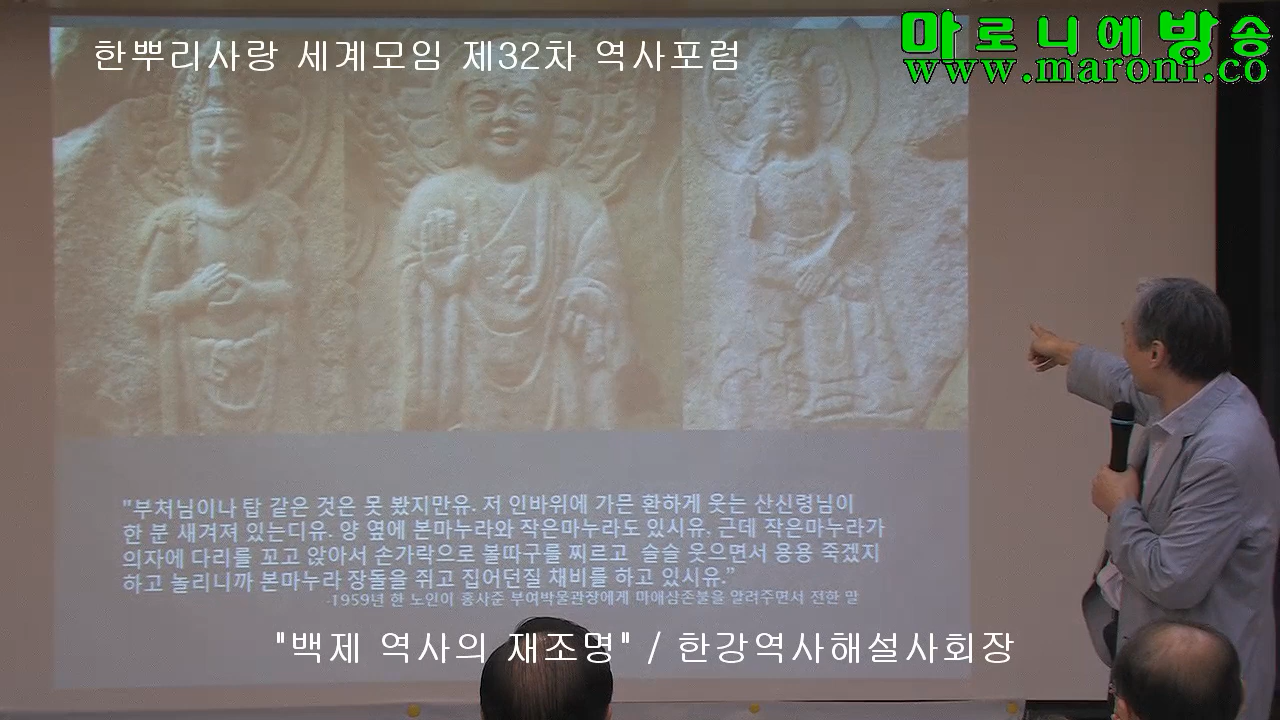 한뿌리사랑 세계모임 제32차 역사포럼
마로니에방송
www.maroni.co
"부처님이나 탑 같은 것은 못 봤지만유. 저 인바위에 가믄 환하게 웃는 산신령님이
한 분 새겨져 있는디유. 양 옆에 본마누라와 작은마누라도 있시유. 근데 작은마누라가
의자에 다리를 꼬고 앉아서 손가락으로 볼따구를 찌르고 슬슬 웃으면서 용용 죽겠지
하고 놀리니까 본마누라 장돌을 쥐고 집어던질 채비를 하고 있시유."
-1959년 한 노인이 홍사준 부여박물관장에게 마애삼존불을 알려주면서 전한 말
"백제 역사의 재조명" / 한강역사해설사회장